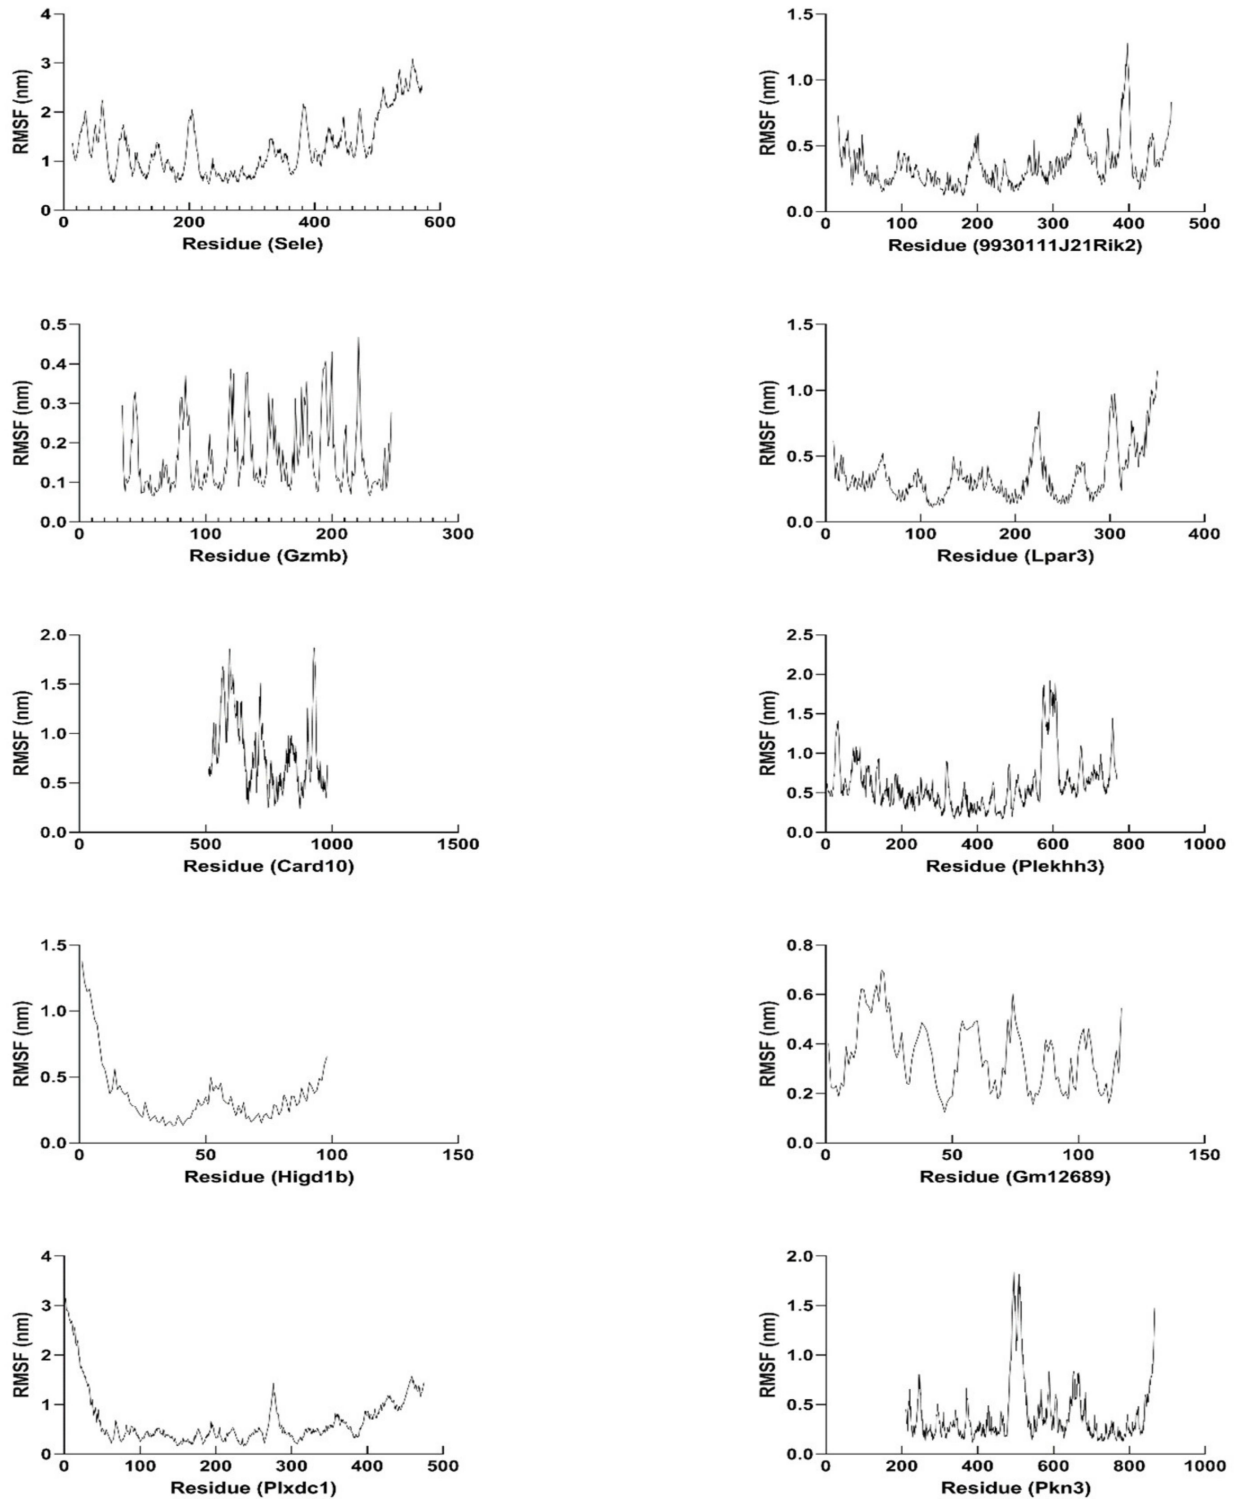 4
3
2
1
0
RMSF (nm)
0 200 400 600
Residue (Sele)
1.5
1.0
0.5
0.0
RMSF (nm)
0 100 200 300 400 500
Residue (9930111J21Rik2)
0.5
0.4
0.3
0.2
0.1
0.0
RMSF (nm)
0 100 200 300
Residue (Gzmb)
1.5
1.0
0.5
0.0
RMSF (nm)
0 100 200 300 400
Residue (Lpar3)
2.0
1.5
1.0
0.5
0.0
RMSF (nm)
0 500 1000 1500
Residue (Card10)
2.5
2.0
1.5
1.0
0.5
0.0
RMSF (nm)
0 200 400 600 800 1000
Residue (Plekhh3)
1.5
1.0
0.5
0.0
RMSF (nm)
0 50 100 150
Residue (Higd1b)
0.8
0.6
0.4
0.2
0.0
RMSF (nm)
0 50 100 150
Residue (Gm12689)
4
3
2
1
0
RMSF (nm)
0 100 200 300 400 500
Residue (Plxdc1)
2.0
1.5
1.0
0.5
0.0
RMSF (nm)
0 200 400 600 800 1000
Residue (Pkn3)